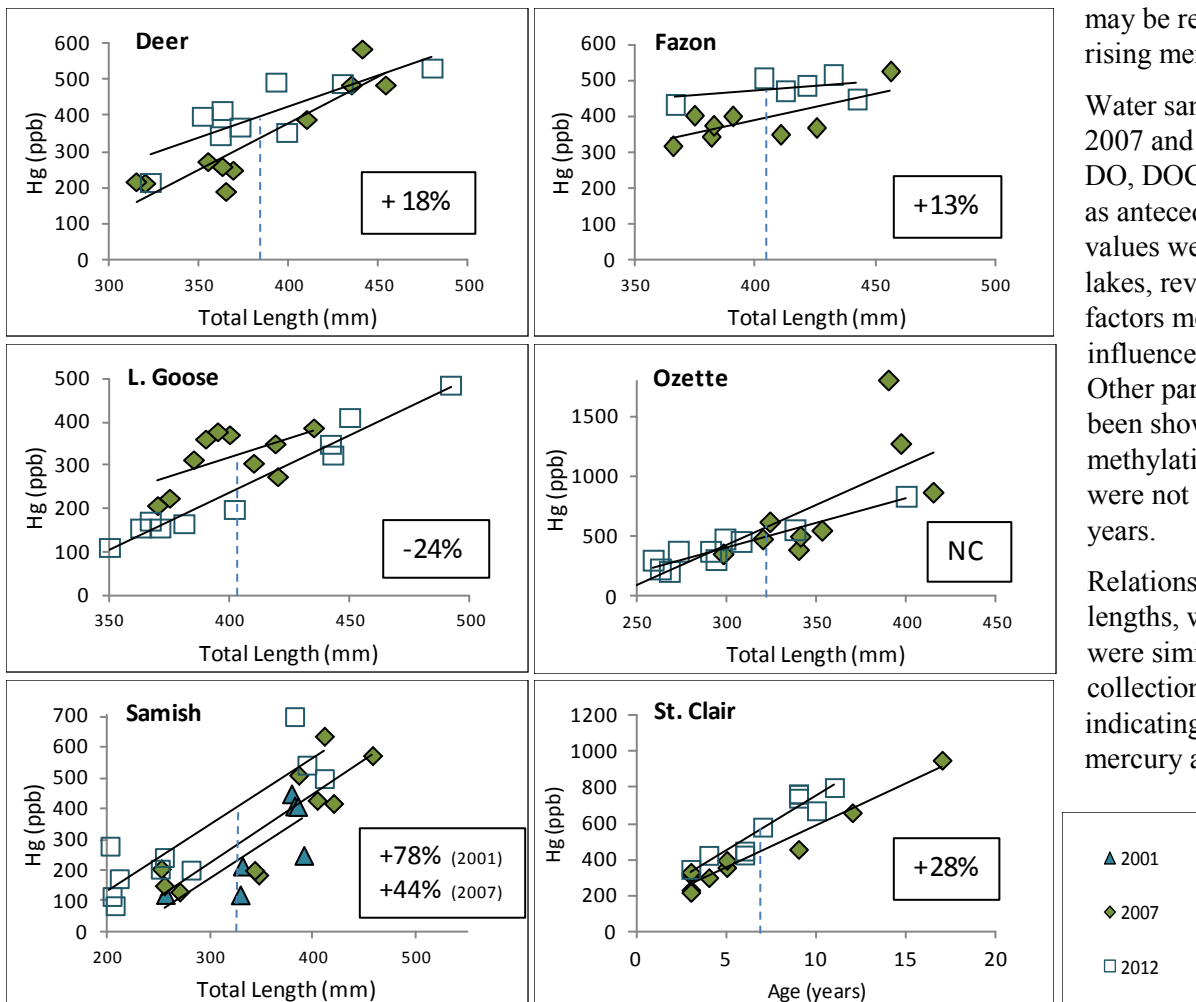 Deer
Hg (ppb)
600
500
400
300
200
100
0
300
350
400
450
500
Total Length (mm)
+ 18%
Fazon
Hg (ppb)
600
500
400
300
200
100
0
350
400
450
500
Total Length (mm)
+13%
L. Goose
Hg (ppb)
500
400
300
200
100
0
350
400
450
500
Total Length (mm)
-24%
Ozette
Hg (ppb)
1500
1000
500
0
250
300
350
400
450
Total Length (mm)
NC
Samish
Hg (ppb)
700
600
500
400
300
200
100
0
200
300
400
500
Total Length (mm)
+78% (2001)
+44% (2007)
St. Clair
Hg (ppb)
1200
1000
800
600
400
200
0
0
5
10
15
20
Age (years)
+28%
may be re
rising me
Water sar
2007 and
DO, DOC
as anteced
values we
lakes, rev
factors m
influence
Other par
been show
methylati
were not
years.
Relations
lengths, v
were simi
collection
indicating
mercury a
2001
2007
2012